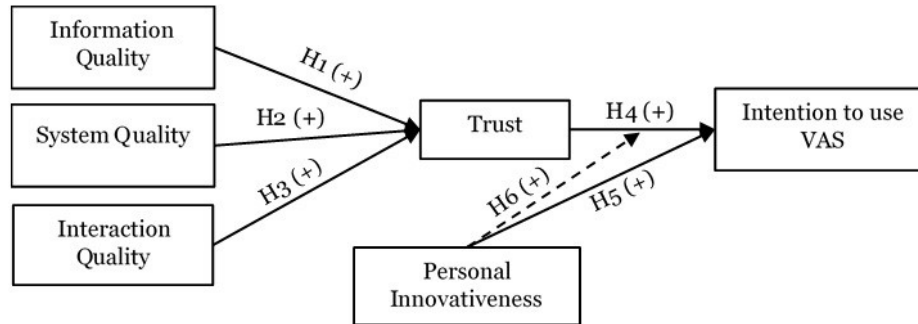 Information
Quality
H1 (+)
System Quality
H2 (+)
Trust
H4 (+)
Intention to use
VAS
H3 (+)
H6 (+)
H5 (+)
Interaction
Quality
Personal
Innovativeness